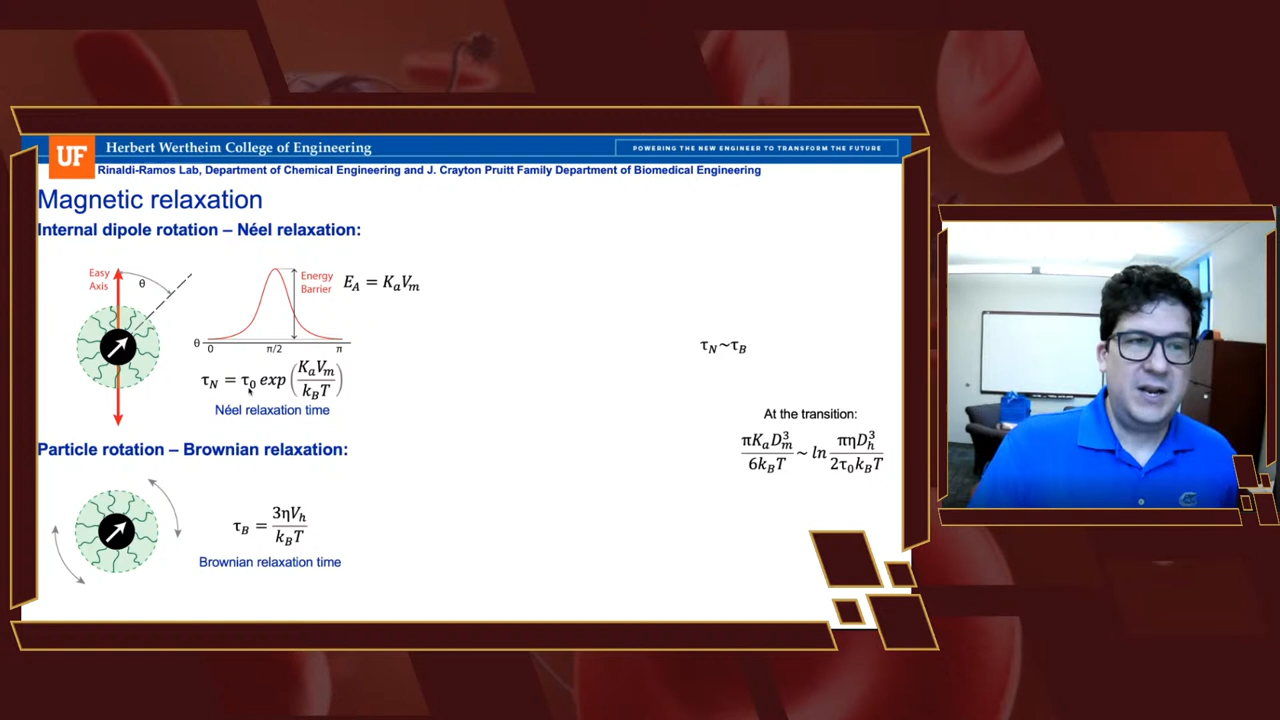 UF
Herbert Wertheim College of Engineering
POWERING THE NEW ENGINEER TO TRANSFORM THE FUTURE
Rinaldi-Ramos Lab, Department of Chemical Engineering and J. Crayton Pruitt Family Department of Biomedical Engineering
Magnetic relaxation
Internal dipole rotation – Néel relaxation:
Easy
Axis
θ
Energy
Barrier
E_A = K_aV_m
θ
0
π/2
π
τ_N = τ_0 exp (K_aV_m / k_BT)
Néel relaxation time
τ_N~τ_B
At the transition:
πK_aD_m^3 / 6k_BT ~ ln πηD_h^3 / 2τ_0k_BT
Particle rotation – Brownian relaxation:
τ_B = 3ηV_h / k_BT
Brownian relaxation time